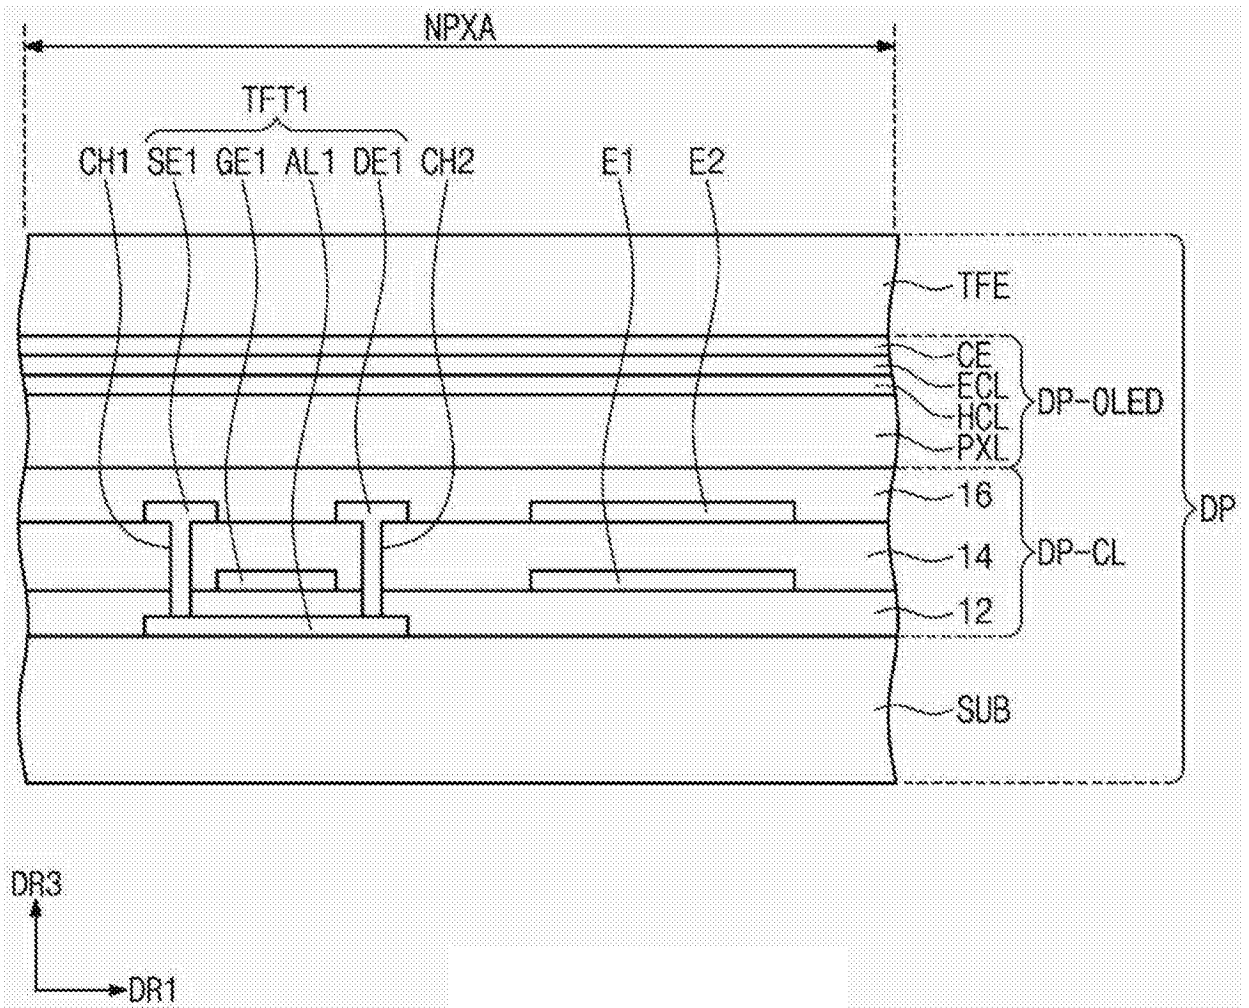 NPXA
TFT1
CH1 SE1 GE1 AL1 DE1 CH2 E1 E2
TFE
CE
ECL
HCL
PXL
DP-OLED
16
14
12
DP-CL
DP
SUB
DR3
DR1